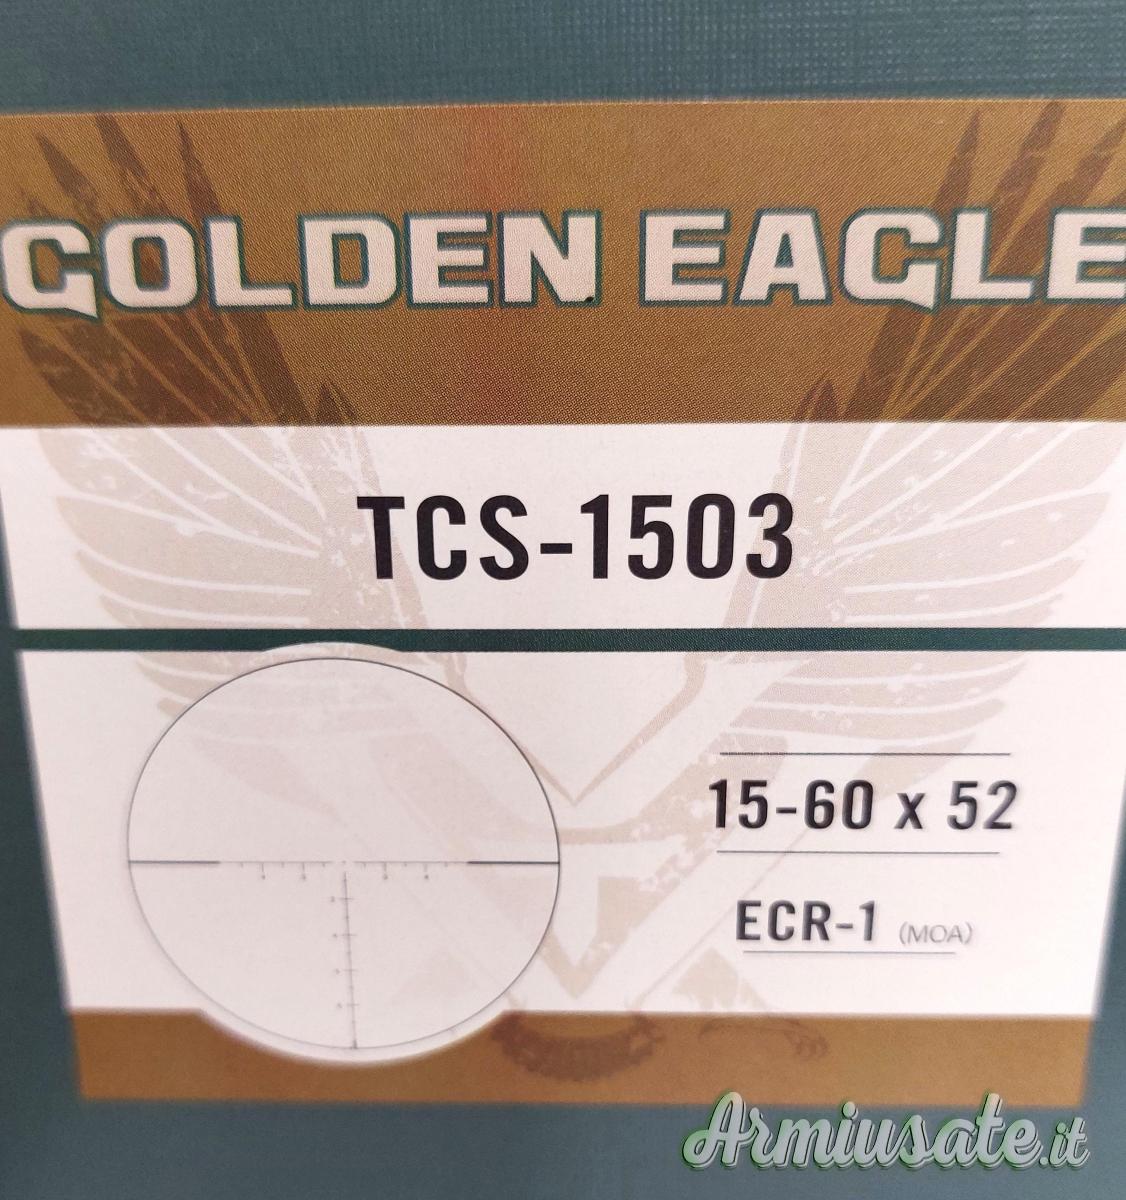 GOLDEN EAGLE
TCS-1503
15-60 x 52
ECR-1 (MOA)
Armiusate.it